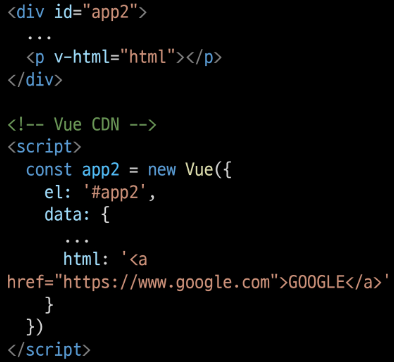 <div id="app2">
  ...
  <p v-html="html"></p>
</div>

<!-- Vue CDN -->
<script>
  const app2 = new Vue({
    el: '#app2',
    data: {
      ...
      html: '<a
href="https://www.google.com">GOOGLE</a>'
    }
  })
</script>